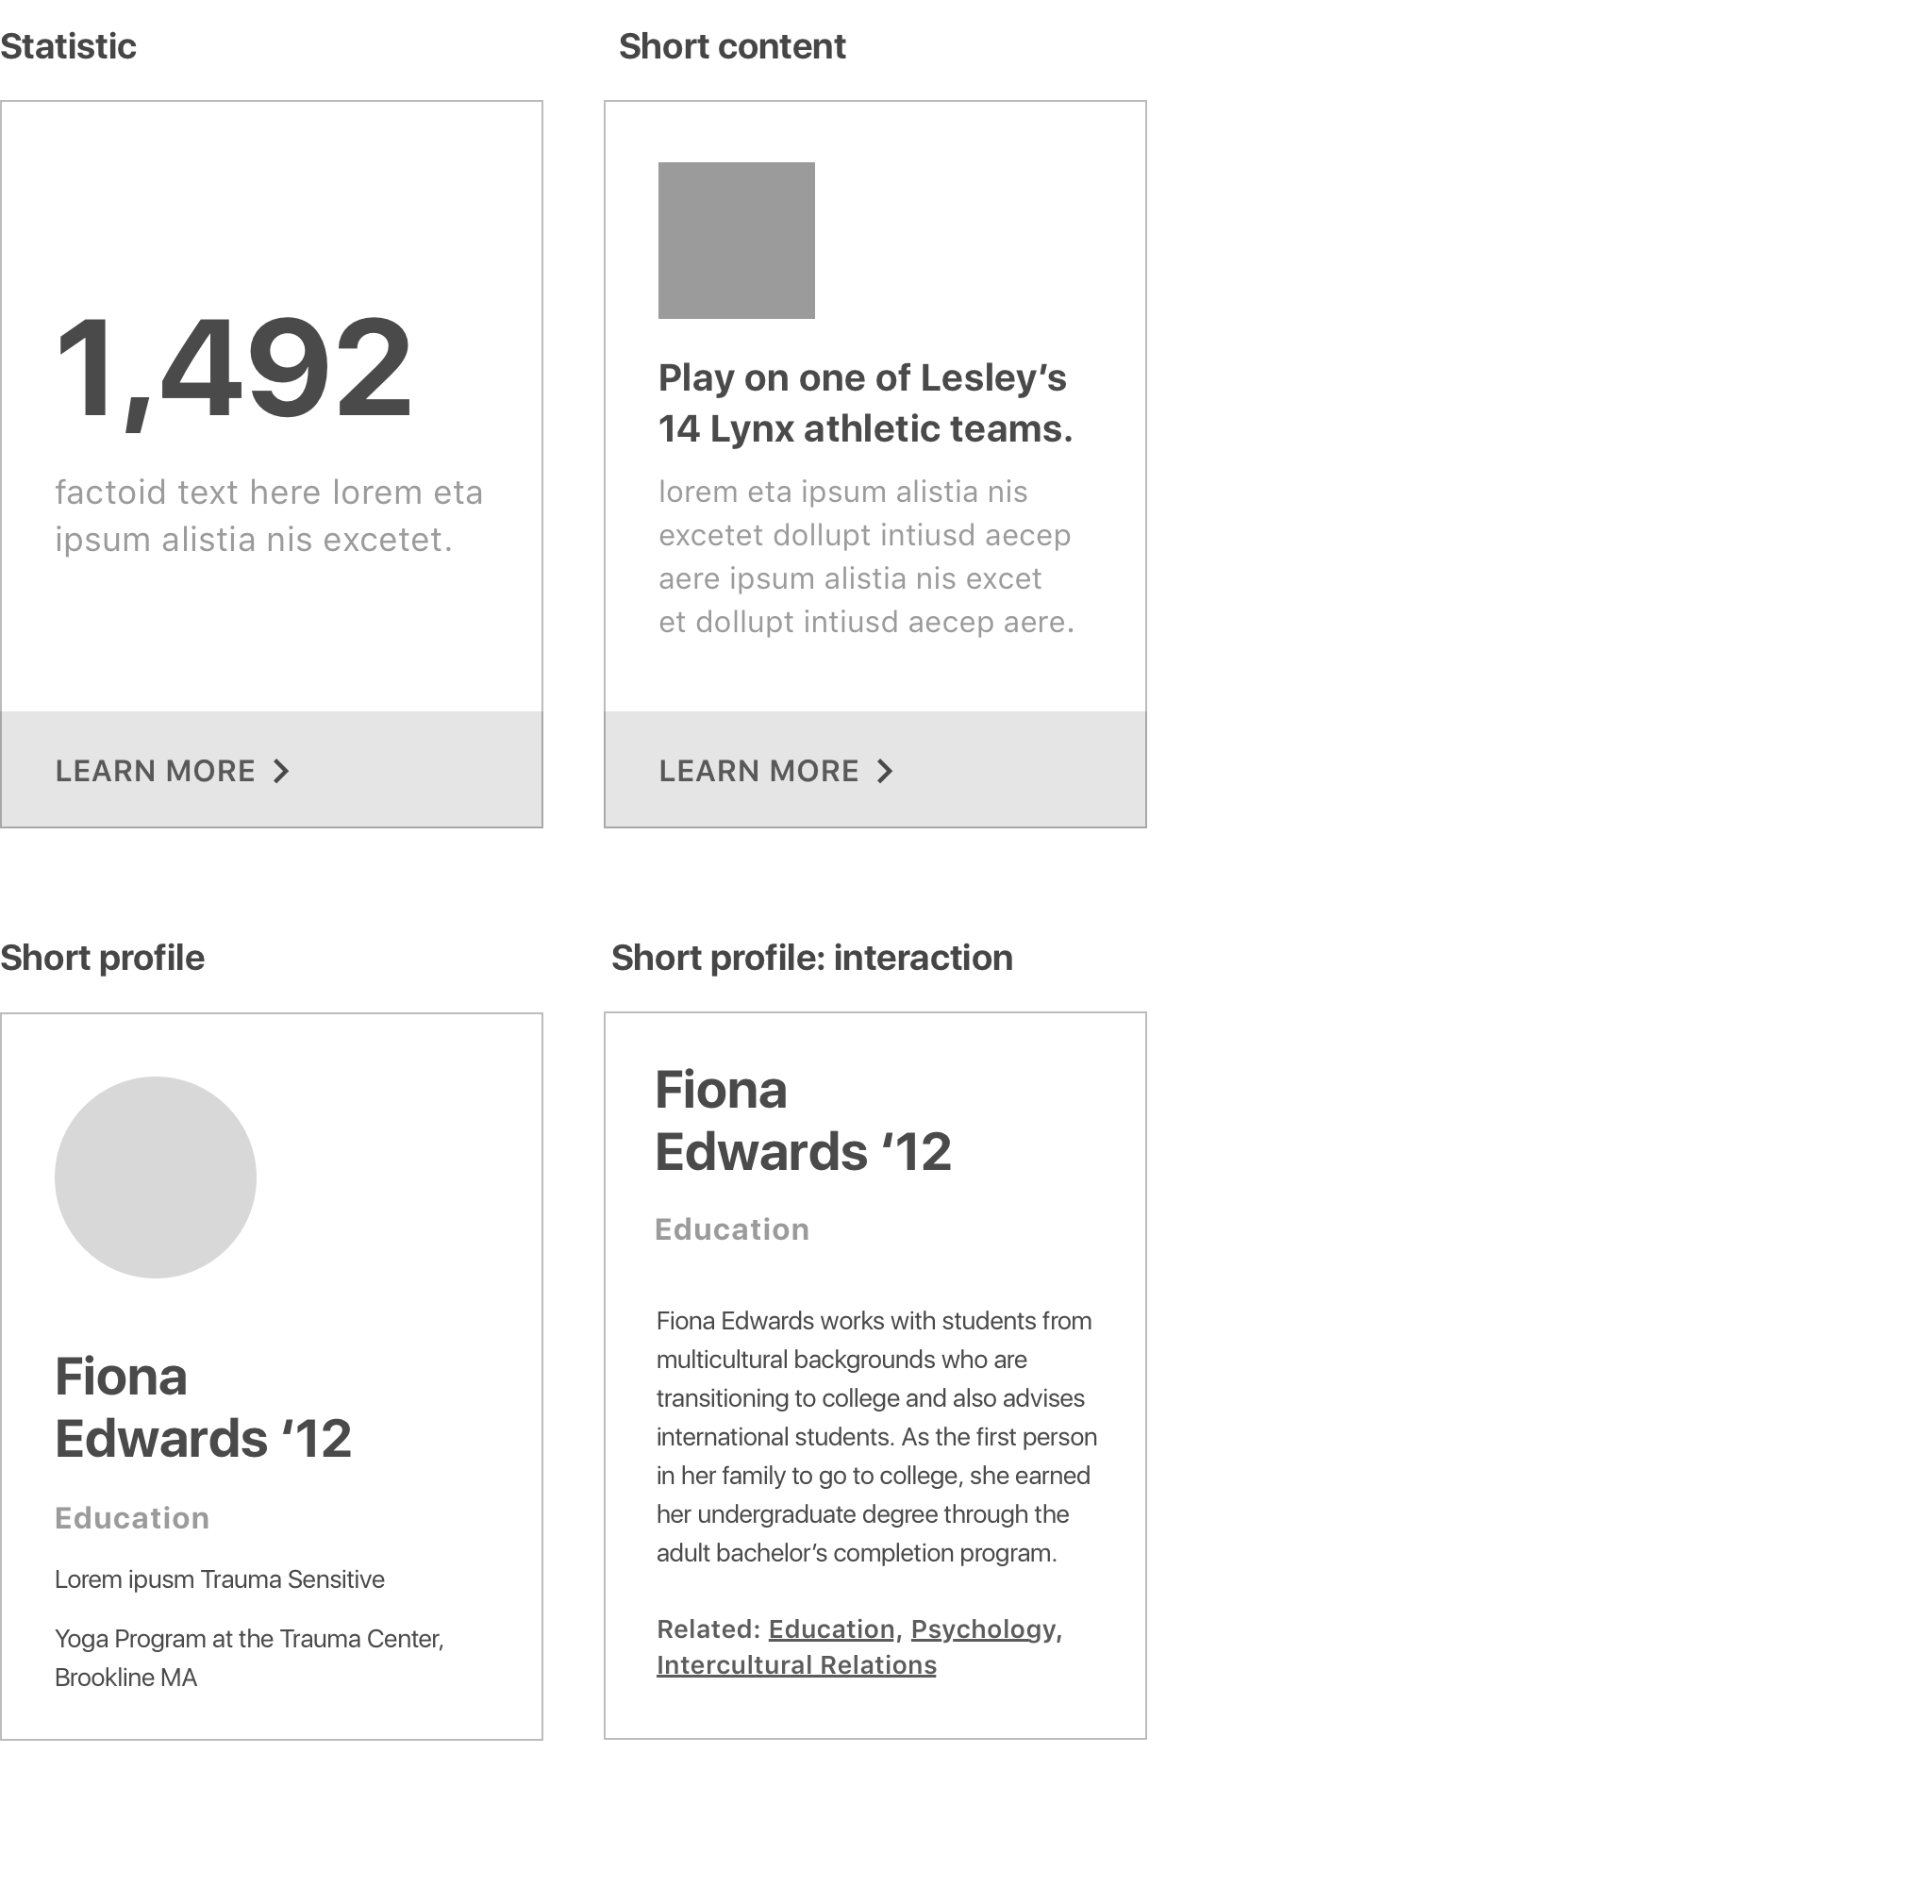 Statistic
Short content
1,492
factoid text here lorem eta
ipsum alistia nis excetet.
LEARN MORE
Play on one of Lesley’s
14 Lynx athletic teams.
lorem eta ipsum alistia nis
excetet dollupt intiusd aecep
aere ipsum alistia nis excet
et dollupt intiusd aecep aere.
LEARN MORE
Short profile
Short profile: interaction
Fiona
Edwards ‘12
Education
Lorem ipusm Trauma Sensitive
Yoga Program at the Trauma Center,
Brookline MA
Fiona
Edwards ‘12
Education
Fiona Edwards works with students from
multicultural backgrounds who are
transitioning to college and also advises
international students. As the first person
in her family to go to college, she earned
her undergraduate degree through the
adult bachelor’s completion program.
Related: Education, Psychology,
Intercultural Relations